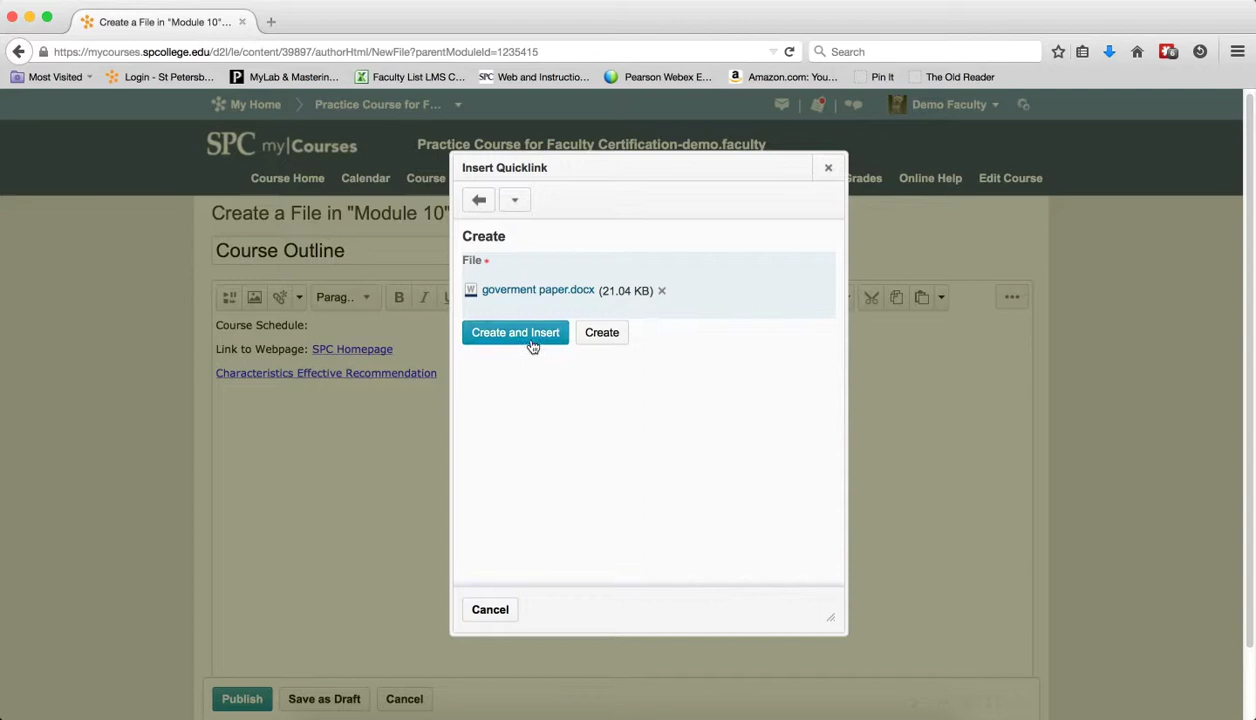 Create a File in "Module 10"...
https://mycourses.spcollege.edu/d2l/le/content/39897/authorHtml/NewFile?parentModuleId=1235415
Search
Most Visited
Login - St Petersb...
MyLab & Mastering...
Faculty List LMS C...
SPC Web and Instructio...
Pearson Webex E...
Amazon.com: You...
Pin It
The Old Reader
My Home
Practice Course for F...
Demo Faculty
SPC my|Courses
Practice Course for Faculty Certification-demo.faculty
Course Home
Calendar
Course
Grades
Online Help
Edit Course
Insert Quicklink
Create a File in "Module 10"
Create
Course Outline
File
goverment paper.docx (21.04 KB)
Parag..
B I U
Course Schedule:
Create and Insert
Create
Link to Webpage: SPC Homepage
Characteristics Effective Recommendation
Cancel
Publish
Save as Draft
Cancel